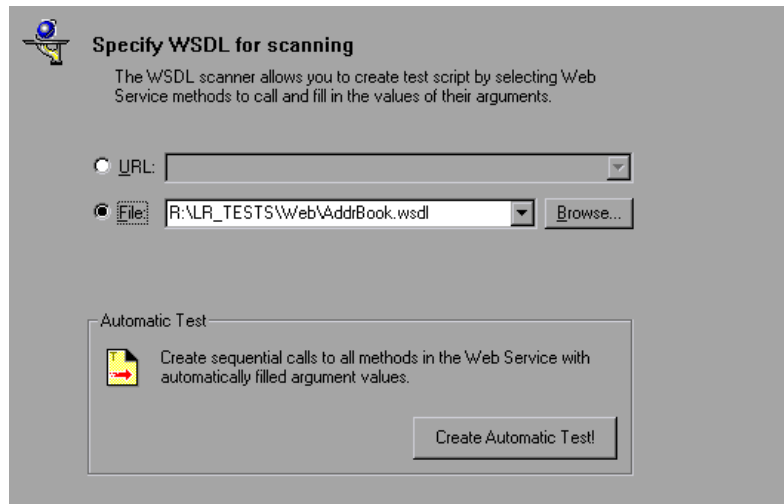 Specify WSDL for scanning
The WSDL scanner allows you to create test script by selecting Web
Service methods to call and fill in the values of their arguments.
URL:
File: R:\LR_TESTS\Web\AddrBook.wsdl Browse...
Automatic Test
T
Create sequential calls to all methods in the Web Service with
automatically filled argument values.
Create Automatic Test!